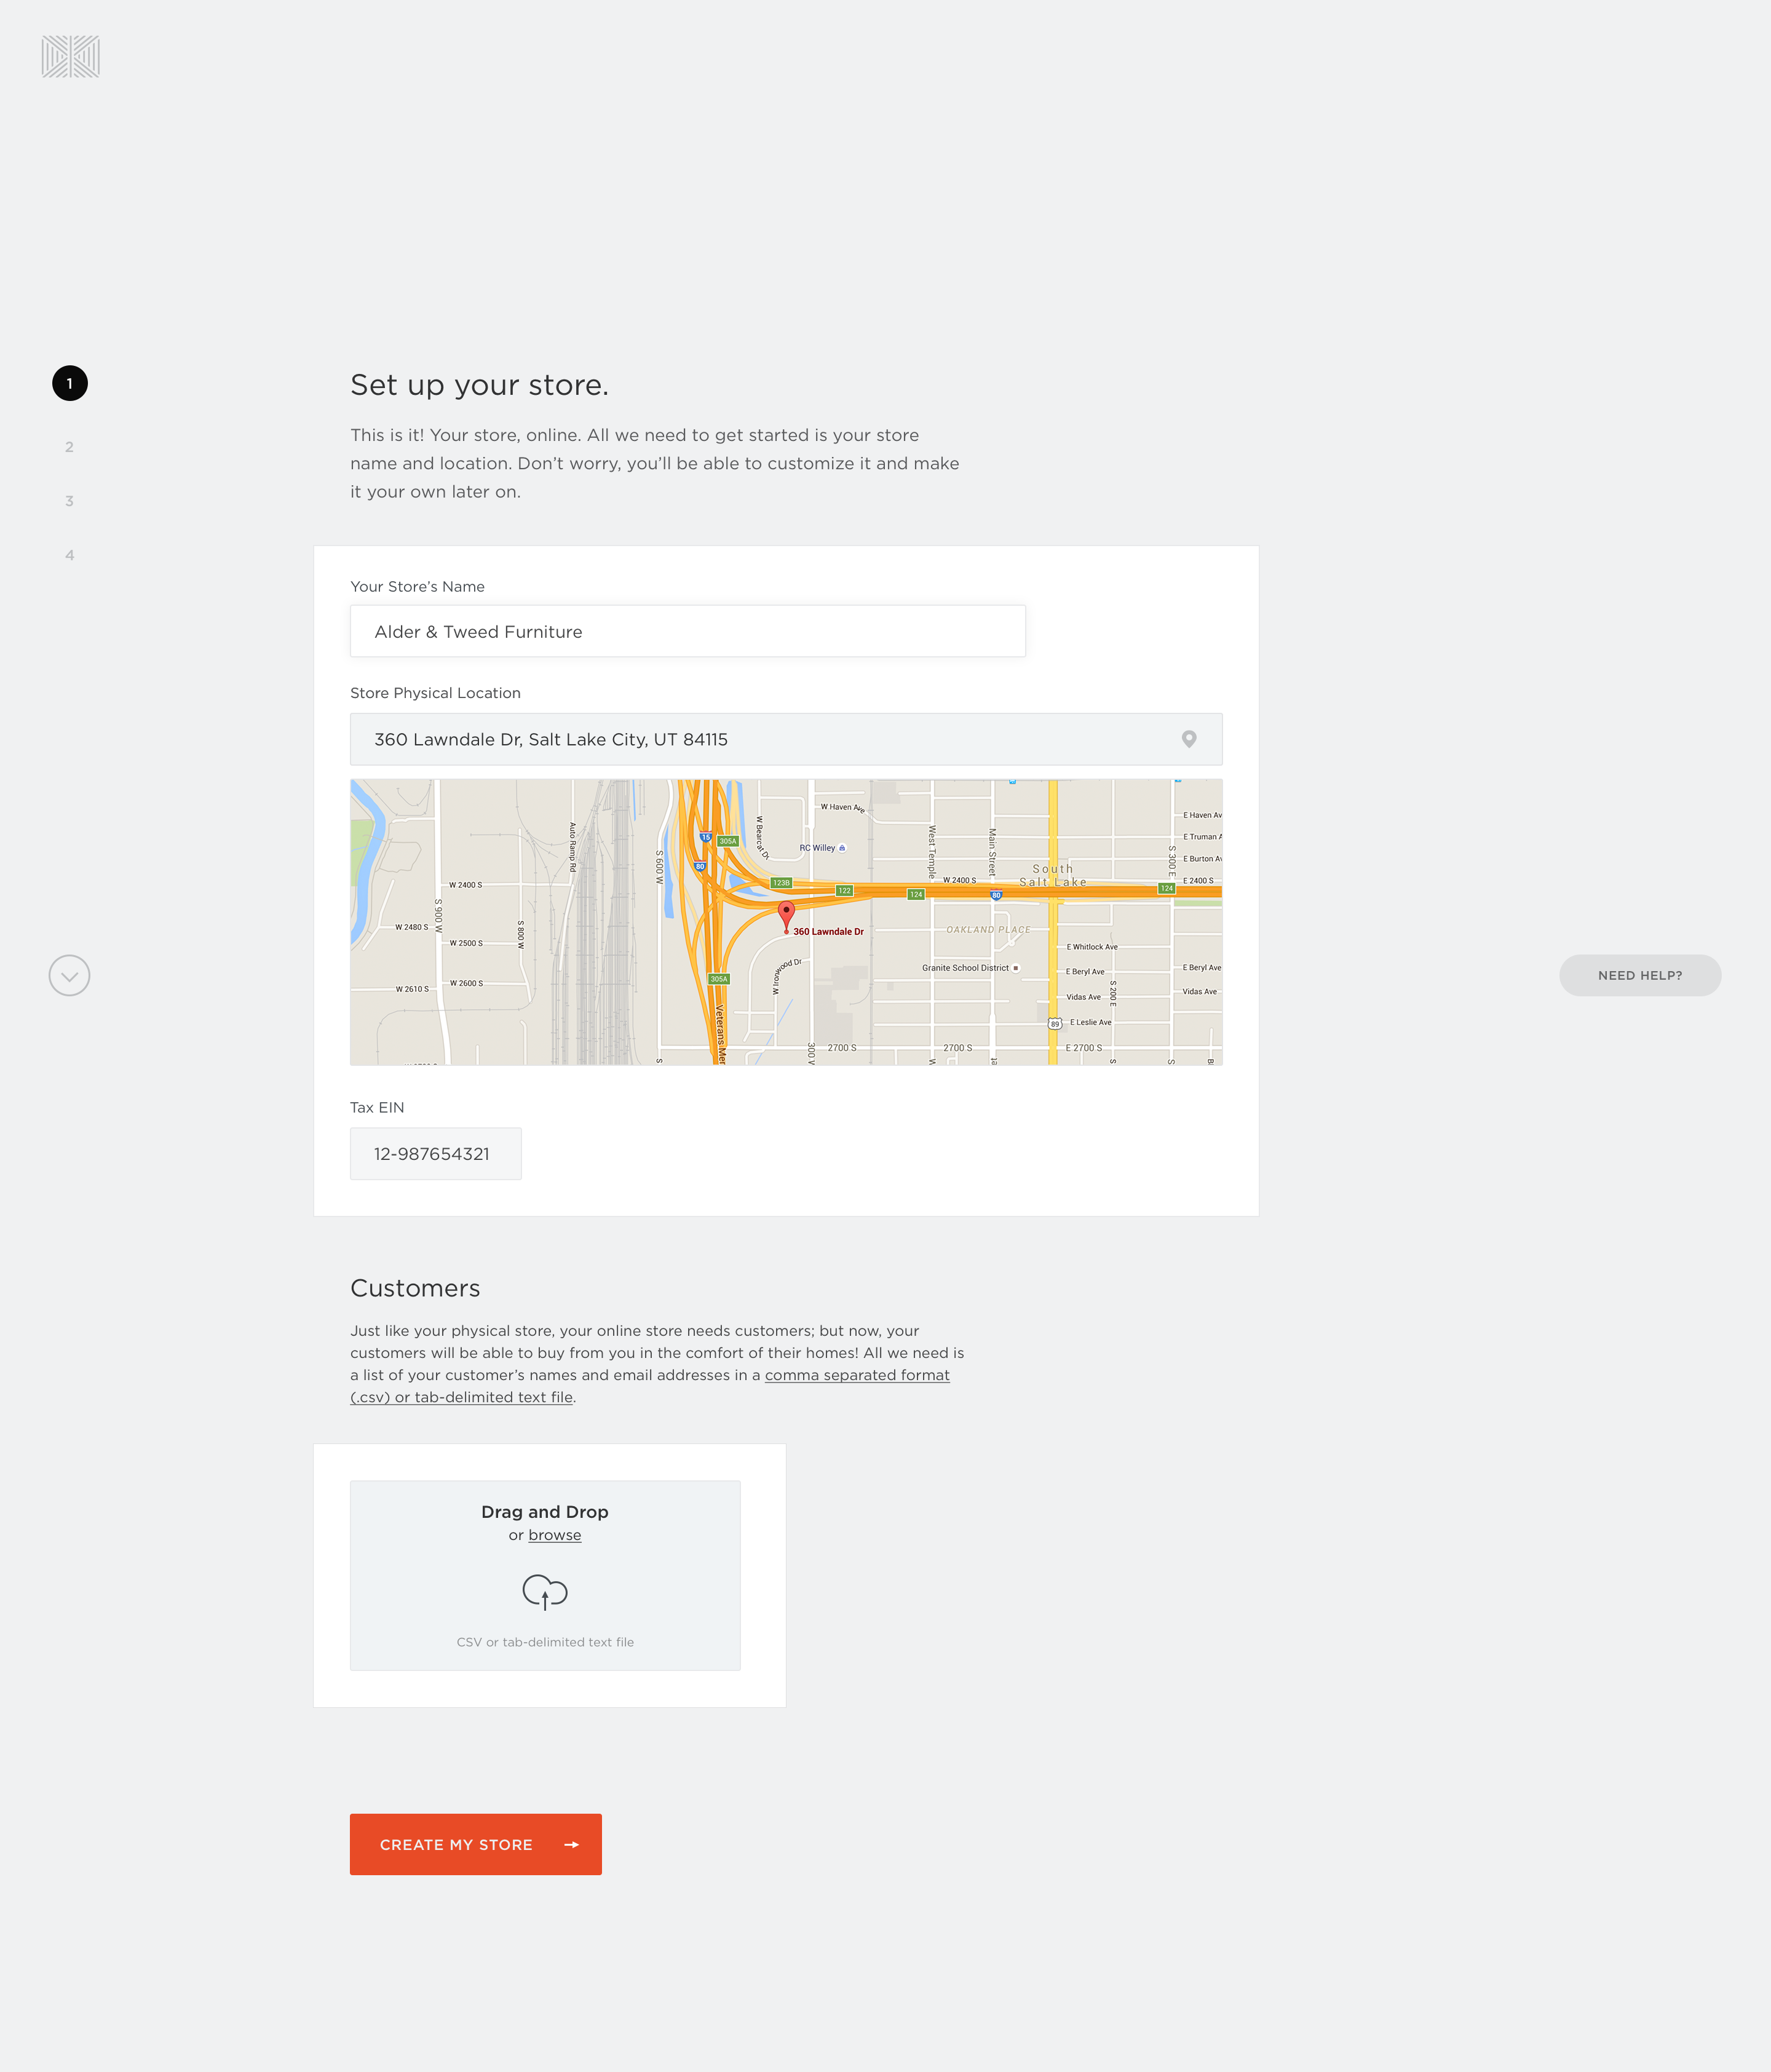 1
2
3
4
Set up your store.
This is it! Your store, online. All we need to get started is your store
name and location. Don’t worry, you’ll be able to customize it and make
it your own later on.
Your Store’s Name
Alder & Tweed Furniture
Store Physical Location
360 Lawndale Dr, Salt Lake City, UT 84115
W Haven Ave
E Haven Av
Auto Ramp Rd
W Bearcat Dr
15
305A
West Temple
Main Street
E Truman A
RC Willey
S 600 W
80
S 300 E
E Burton Av
South
Salt Lake
W 2400 S
123B
122
124
W 2400 S
80
124
E 2400 S
S 900 W
S 800 W
W 2480 S
360 Lawndale Dr
OAKLAND PLACE
W 2500 S
E Whitlock Ave
W Ironwood Dr
Granite School District
E Beryl Ave
E Beryl Ave
305A
W 2600 S
W 2610 S
S 200 E
Vidas Ave
Vidas Ave
Veterans Mer
89
E Leslie Ave
300 W
2700 S
2700 S
E 2700 S
NEED HELP?
Tax EIN
12-987654321
Customers
Just like your physical store, your online store needs customers; but now, your
customers will be able to buy from you in the comfort of their homes! All we need is
a list of your customer’s names and email addresses in a comma separated format
(.csv) or tab-delimited text file.
Drag and Drop
or browse
CSV or tab-delimited text file
CREATE MY STORE